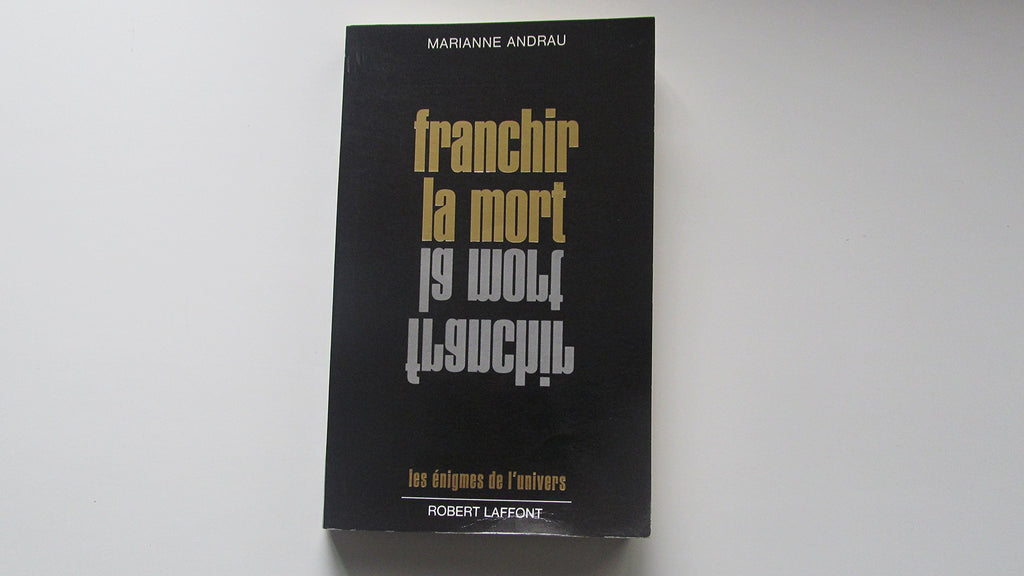 MARIANNE ANDRAU
franchir
la mort
la mort
franchir
les énigmes de l'univers
ROBERT LAFFONT